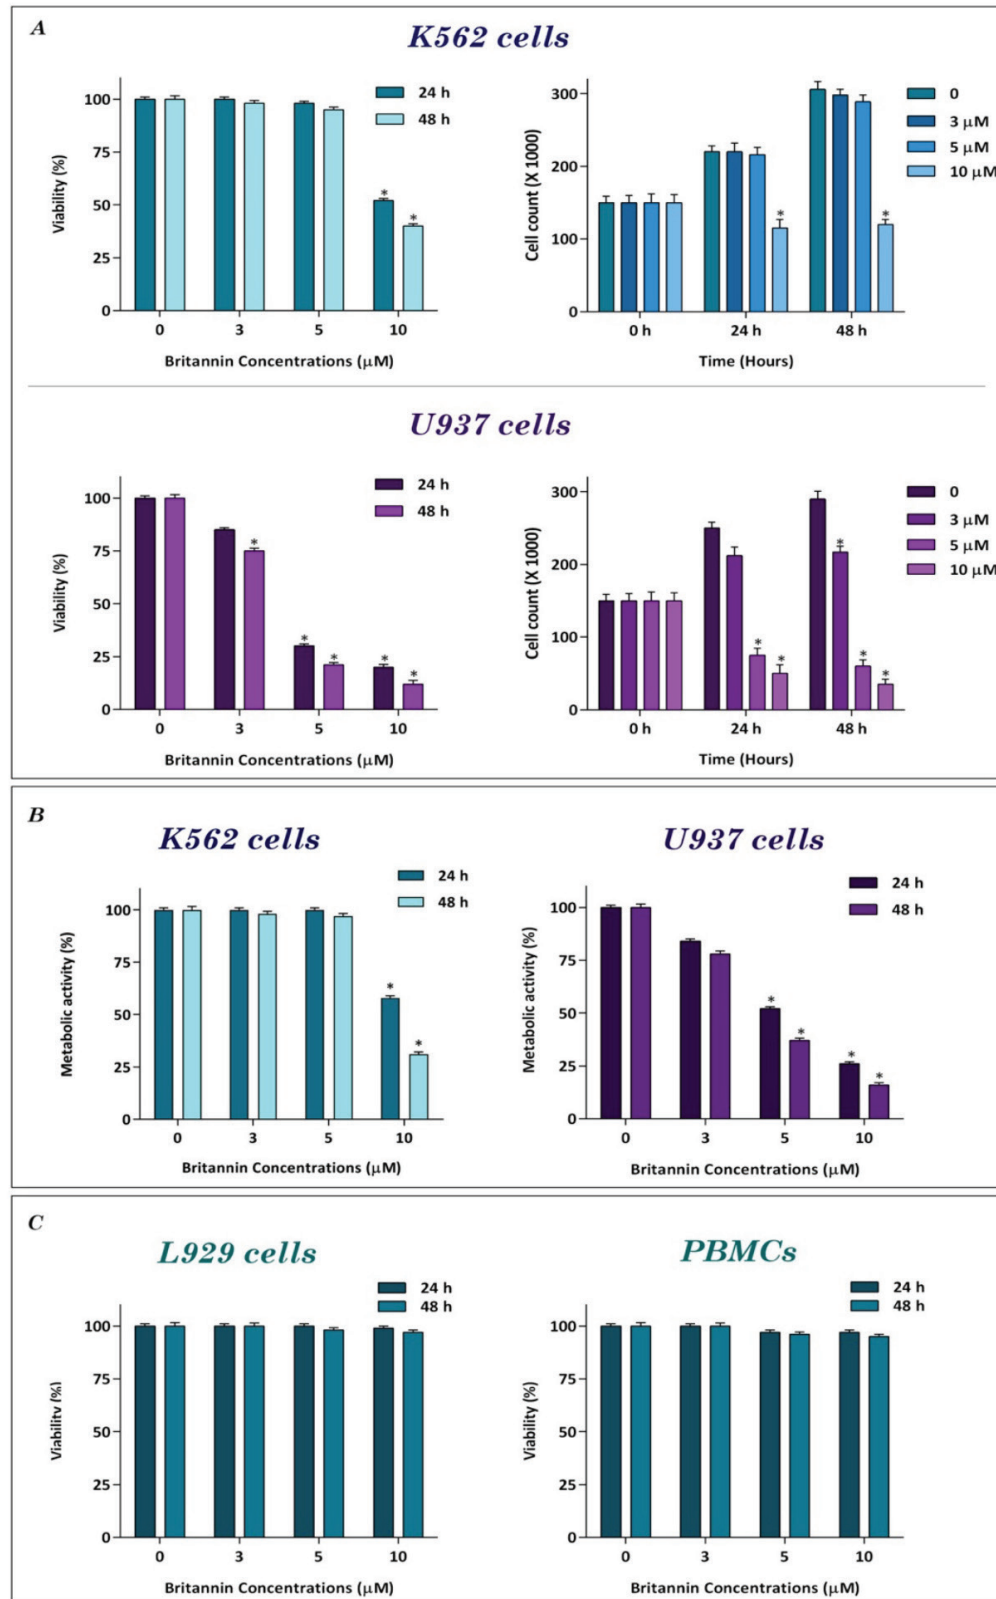 A
K562 cells
24 h
48 h
Viability (%)
100
75
50
25
0
* *
0 3 5 10
Britannin Concentrations (μM)
0
3 μM
5 μM
10 μM
Cell count (X 1000)
300
200
100
0
* *
0 h 24 h 48 h
Time (Hours)
U937 cells
24 h
48 h
Viability (%)
100
75
50
25
0
* * * * *
0 3 5 10
Britannin Concentrations (μM)
0
3 μM
5 μM
10 μM
Cell count (X 1000)
300
200
100
0
* * * * *
0 h 24 h 48 h
Time (Hours)
B
K562 cells
24 h
48 h
Metabolic activity (%)
100
75
50
25
0
* *
0 3 5 10
Britannin Concentrations (μM)
U937 cells
24 h
48 h
Metabolic activity (%)
100
75
50
25
0
* * * *
0 3 5 10
Britannin Concentrations (μM)
C
L929 cells
24 h
48 h
Viability (%)
100
75
50
25
0
0 3 5 10
Britannin Concentrations (μM)
PBMCs
24 h
48 h
Viability (%)
100
75
50
25
0
0 3 5 10
Britannin Concentrations (μM)